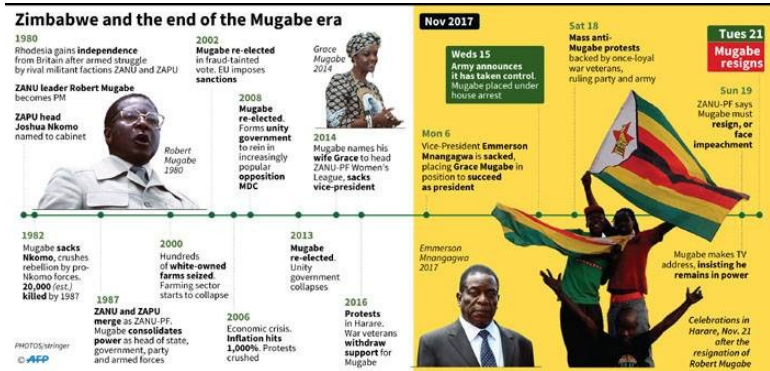 Zimbabwe and the end of the Mugabe era
1980
Rhodesia gains independence
from Britain after armed struggle
by rival militant factions ZANU and ZAPU
ZANU leader Robert Mugabe
becomes PM
ZAPU head
Joshua Nkomo
named to cabinet
Robert
Mugabe
1980
2002
Mugabe re-elected
in fraud-tainted
vote. EU imposes
sanctions
2008
Mugabe
re-elected.
Forms unity
government
to rein in
increasingly
popular
opposition
MDC
Grace
Mugabe
2014
2014
Mugabe names his
wife Grace to head
ZANU-PF Women's
League, sacks
vice-president
1982
Mugabe sacks
Nkomo, crushes
rebellion by pro-
Nkomo forces.
20,000 (est.)
killed by 1987
1987
ZANU and ZAPU
merge as ZANU-PF.
Mugabe consolidates
power as head of state,
government, party
and armed forces
2000
Hundreds
of white-owned
farms seized.
Farming sector
starts to collapse
2006
Economic crisis.
Inflation hits
1,000%. Protests
crushed
2013
Mugabe
re-elected.
Unity
government
collapses
2016
Protests
in Harare.
War veterans
withdraw
support for
Mugabe
PHOTOS/stringer
© AFP
Nov 2017
Mon 6
Vice-President Emmerson
Mnangagwa is sacked,
placing Grace Mugabe in
position to succeed
as president
Weds 15
Army announces
it has taken control.
Mugabe placed under
house arrest
Sat 18
Mass anti-
Mugabe protests
backed by once-loyal
war veterans,
ruling party and army
Sun 19
ZANU-PF says
Mugabe must
resign, or
face
impeachment
Mugabe makes TV
address, insisting he
remains in power
Tues 21
Mugabe
resigns
Emmerson
Mnangagwa
2017
Celebrations in
Harare, Nov. 21
after the
resignation of
Robert Mugabe